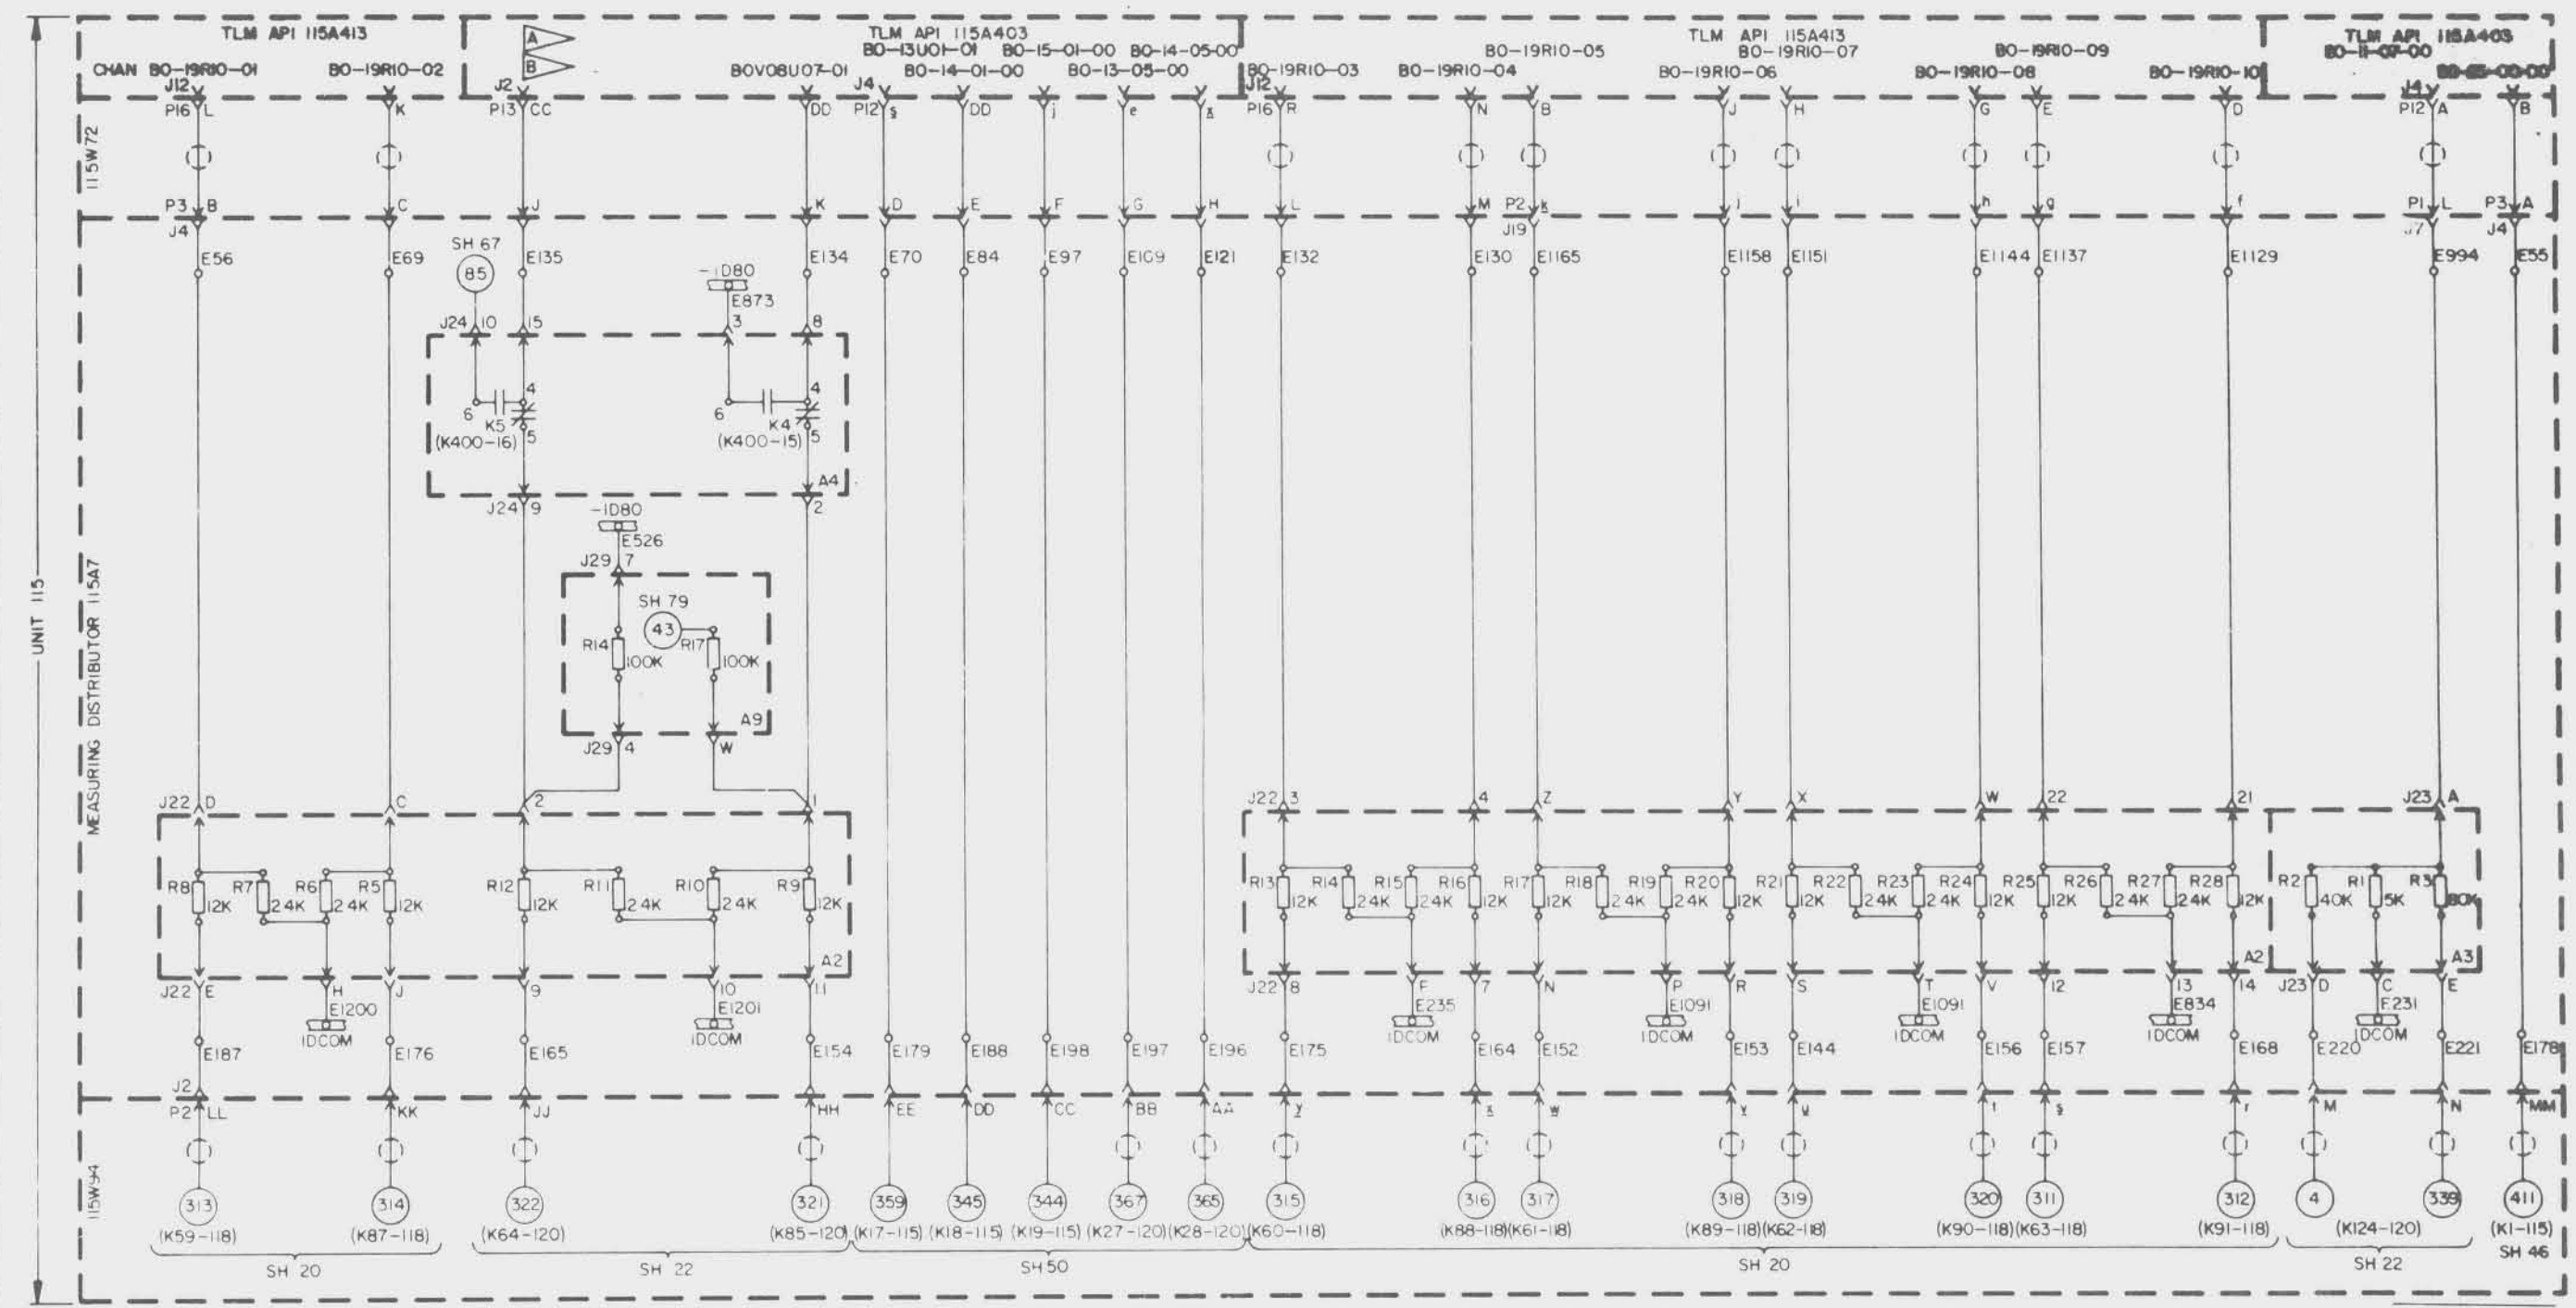 TLM API 115A413 TLM API 115A403 TLM API 115A413 TLM API 115A403
A BO-13U01-01 BO-15-01-00 BO-14-05-00 BO-19R10-05 BO-19R10-07 BO-19R10-09 BO-11-07-00
CHAN BO-19R10-01 BO-19R10-02 B BOV08U07-01 BO-14-01-00 BO-13-05-00 BO-19R10-03 BO-19R10-04 BO-19R10-06 BO-19R10-08 BO-19R10-10
J12 J2 J4 J12 J4
P16 L K P13 CC DD P12 s DD j e x P16 R N B J H G E D P12 A B
115W72
P3 B C J K D E F G H L M P2 k j i h g f P1 L P3 A
J4 J19 J7 J4
E56 E69 SH 67 85 E135 E134 E70 E84 E97 E109 E121 E132 E130 E1165 E1158 E1151 E1144 E1137 E1129 E994 E55
-1D80
E873
J24 10 15 3 8
4 4
6 6
K5 K4
(K400-16) 5 (K400-15) 5
A4
J24 9 2
-1D80
E526
J29 7
SH 79
43
R14 R17
100K 100K
A9
J29 4 W
UNIT 115
MEASURING DISTRIBUTOR 115A7
J22 D C 2 1 J22 3 4 Z Y X W 22 21 J23 A
R8 R7 R6 R5 R12 R11 R10 R9 R13 R14 R15 R16 R17 R18 R19 R20 R21 R22 R23 R24 R25 R26 R27 R28 R2 R1 R3
12K 24K 24K 12K 12K 24K 24K 12K 12K 24K 24K 12K 12K 24K 24K 12K 12K 24K 24K 12K 12K 24K 24K 12K 40K 5K 80K
A2 A2 A3
J22 E H J 9 10 11 J22 8 F 7 N P R S T V 12 13 14 J23 D C E
E1200 E1201 E235 E1091 E1091 E834 E231
1DCOM 1DCOM 1DCOM 1DCOM 1DCOM 1DCOM 1DCOM
E187 E176 E165 E154 E179 E188 E198 E197 E196 E175 E164 E152 E153 E144 E156 E157 E168 E220 E221 E178
J2
P2 LL KK JJ HH EE DD CC BB AA y x w v u t s r M N MM
115W94
313 314 322 321 359 345 344 367 365 315 316 317 318 319 320 311 312 4 339 411
(K59-118) (K87-118) (K64-120) (K85-120) (K17-115) (K18-115) (K19-115) (K27-120) (K28-120) (K60-118) (K88-118) (K61-118) (K89-118) (K62-118) (K90-118) (K63-118) (K91-118) (K124-120) (K1-115)
SH 20 SH 22 SH 50 SH 20 SH 22 SH 46